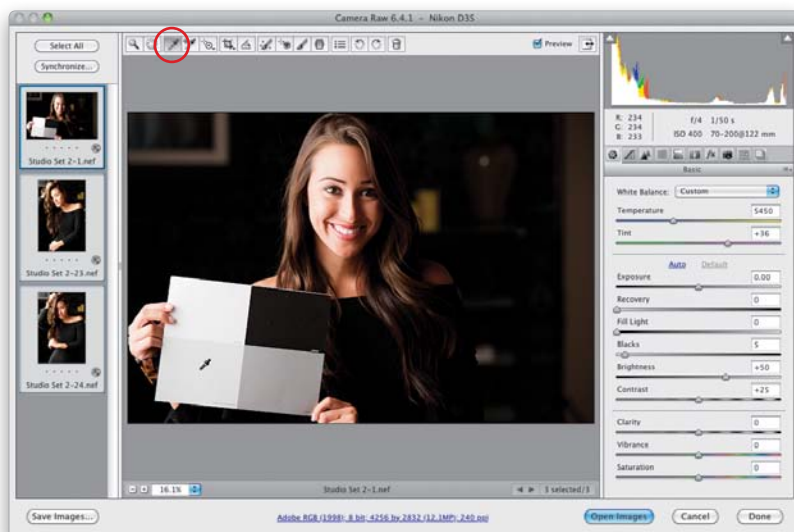 Camera Raw 6.4.1 – Nikon D3S
Select All
Synchronize...
Studio Set 2-1.nef
Studio Set 2-23.nef
Studio Set 2-24.nef
Preview
R: 234
G: 234
B: 233
f/4 1/50 s
ISO 400 70-200@122 mm
Basic
White Balance: Custom
Temperature 5450
Tint +36
Auto Default
Exposure 0.00
Recovery 0
Fill Light 0
Blacks 5
Brightness +50
Contrast +25
Clarity 0
Vibrance 0
Saturation 0
16.1% Studio Set 2-1.nef 3 selected/3
Save Images... Adobe RGB (1998); 8 bit; 4256 by 2832 (12.1MP); 240 ppi Open Images Cancel Done